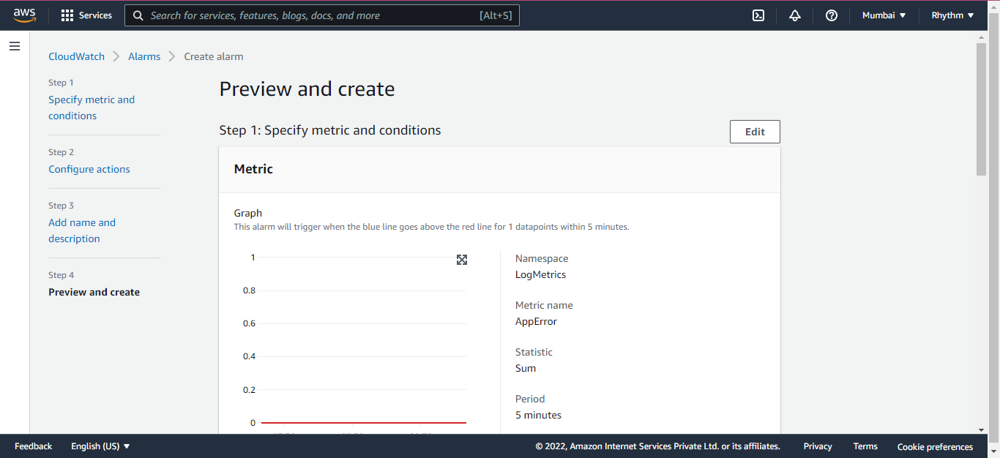 aws
Services
Search for services, features, blogs, docs, and more
[Alt+S]
Mumbai
Rhythm
CloudWatch
Alarms
Create alarm
Step 1
Specify metric and
conditions
Step 2
Configure actions
Step 3
Add name and
description
Step 4
Preview and create
Preview and create
Step 1: Specify metric and conditions
Edit
Metric
Graph
This alarm will trigger when the blue line goes above the red line for 1 datapoints within 5 minutes.
1
0.8
0.6
0.4
0.2
0
Namespace
LogMetrics
Metric name
AppError
Statistic
Sum
Period
5 minutes
Feedback
English (US)
© 2022, Amazon Internet Services Private Ltd. or its affiliates.
Privacy
Terms
Cookie preferences